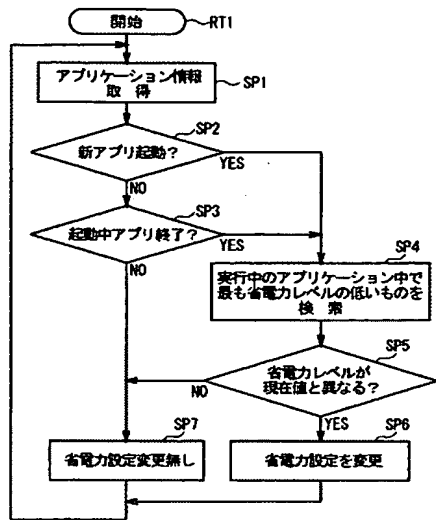 開始
RT1
アプリケーション情報
取 得
SP1
SP2
新アプリ起動?
YES
NO
SP3
起動中アプリ終了?
YES
NO
SP4
実行中のアプリケーション中で
最も省電力レベルの低いものを
検 索
SP5
省電力レベルが
現在値と異なる?
NO
YES
SP7
省電力設定変更無し
SP6
省電力設定を変更